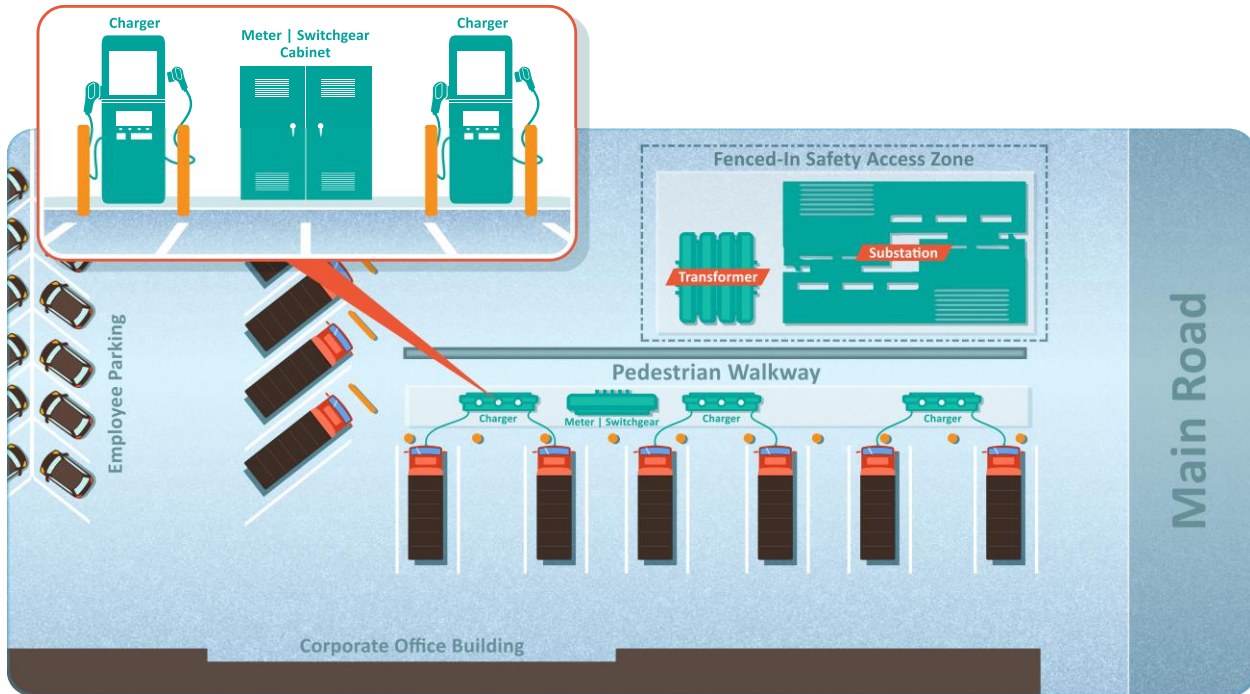 Charger
Meter | Switchgear
Cabinet
Charger
Fenced-In Safety Access Zone
Substation
Transformer
Pedestrian Walkway
Charger
Meter | Switchgear
Charger
Charger
Employee Parking
Main Road
Corporate Office Building